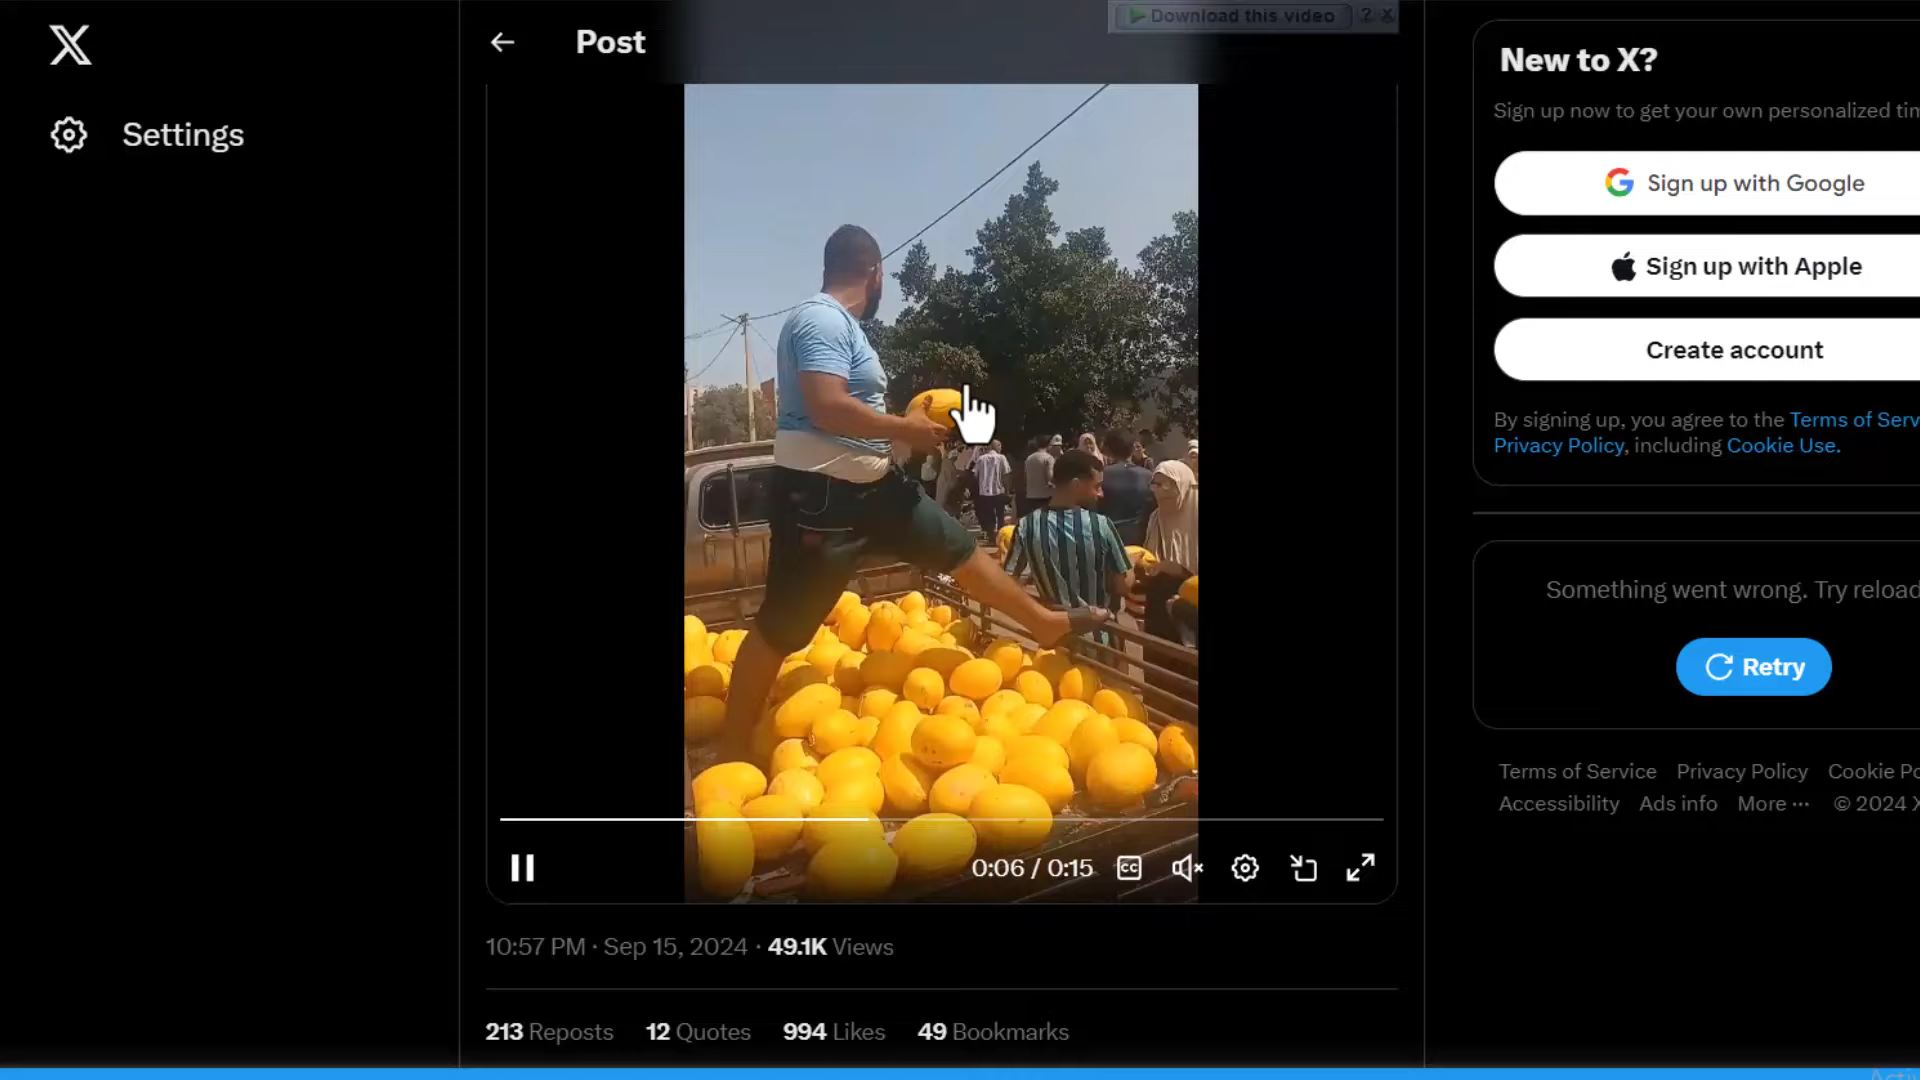 Post
Download this video
? X
Settings
New to X?
Sign up now to get your own personalized
Sign up with Google
Sign up with Apple
Create account
By signing up, you agree to the Terms of
Privacy Policy, including Cookie Use.
Something went wrong. Try
Retry
0:06 / 0:15
CC
10:57 PM · Sep 15, 2024 · 49.1K Views
213 Reposts 12 Quotes 994 Likes 49 Bookmarks
Terms of Service Privacy Policy Cookie
Accessibility Ads info More ··· © 2024 X